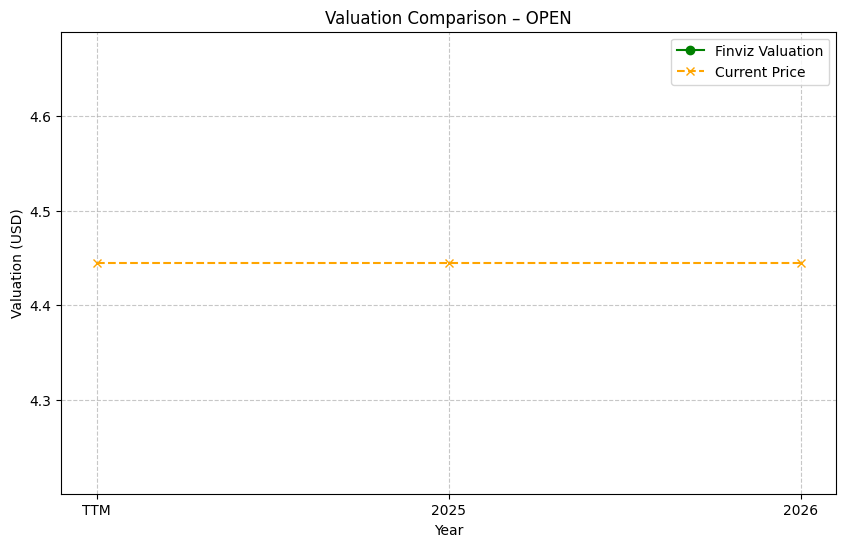 Valuation Comparison – OPEN
Finviz Valuation
Current Price
Valuation (USD)
4.6
4.5
4.4
4.3
TTM
2025
2026
Year